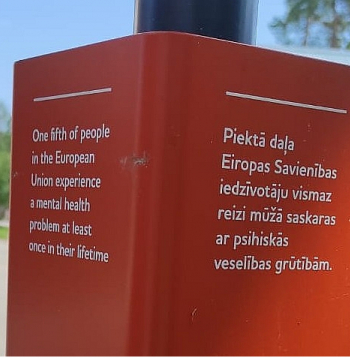 One fifth of people
in the European
Union experience
a mental health
problem at least
once in their lifetime
Piektā daļa
Eiropas Savienības
iedzīvotāju vismaz
reizi mūžā saskaras
ar psihiskās
veselības grūtībām.